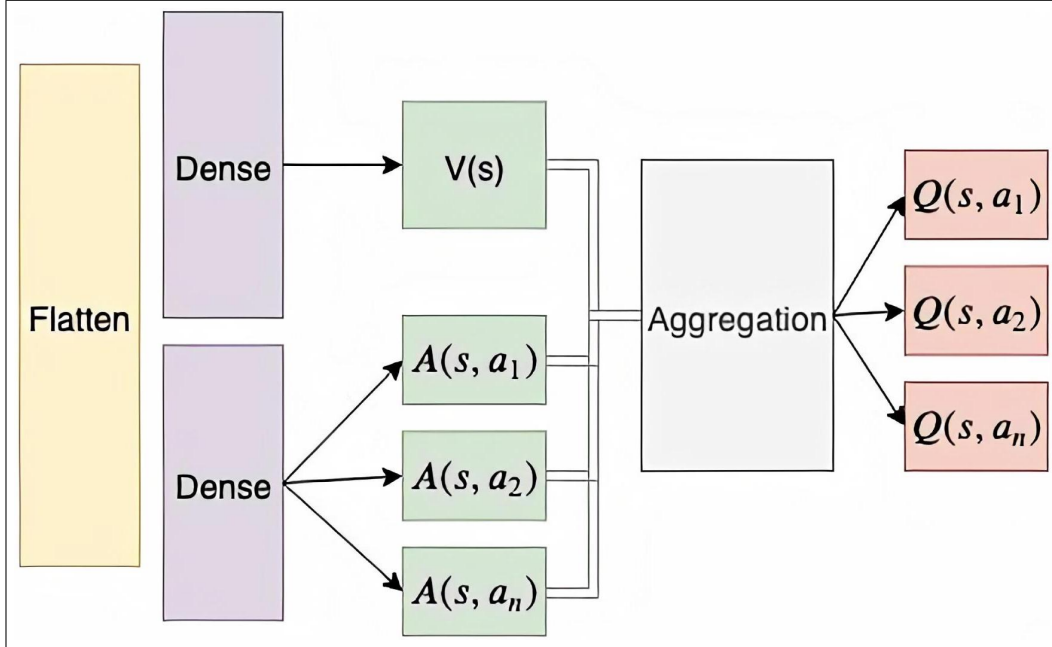 Flatten
Dense
Dense
V(s)
A(s, a₁)
A(s, a₂)
A(s, aₙ)
Aggregation
Q(s, a₁)
Q(s, a₂)
Q(s, aₙ)